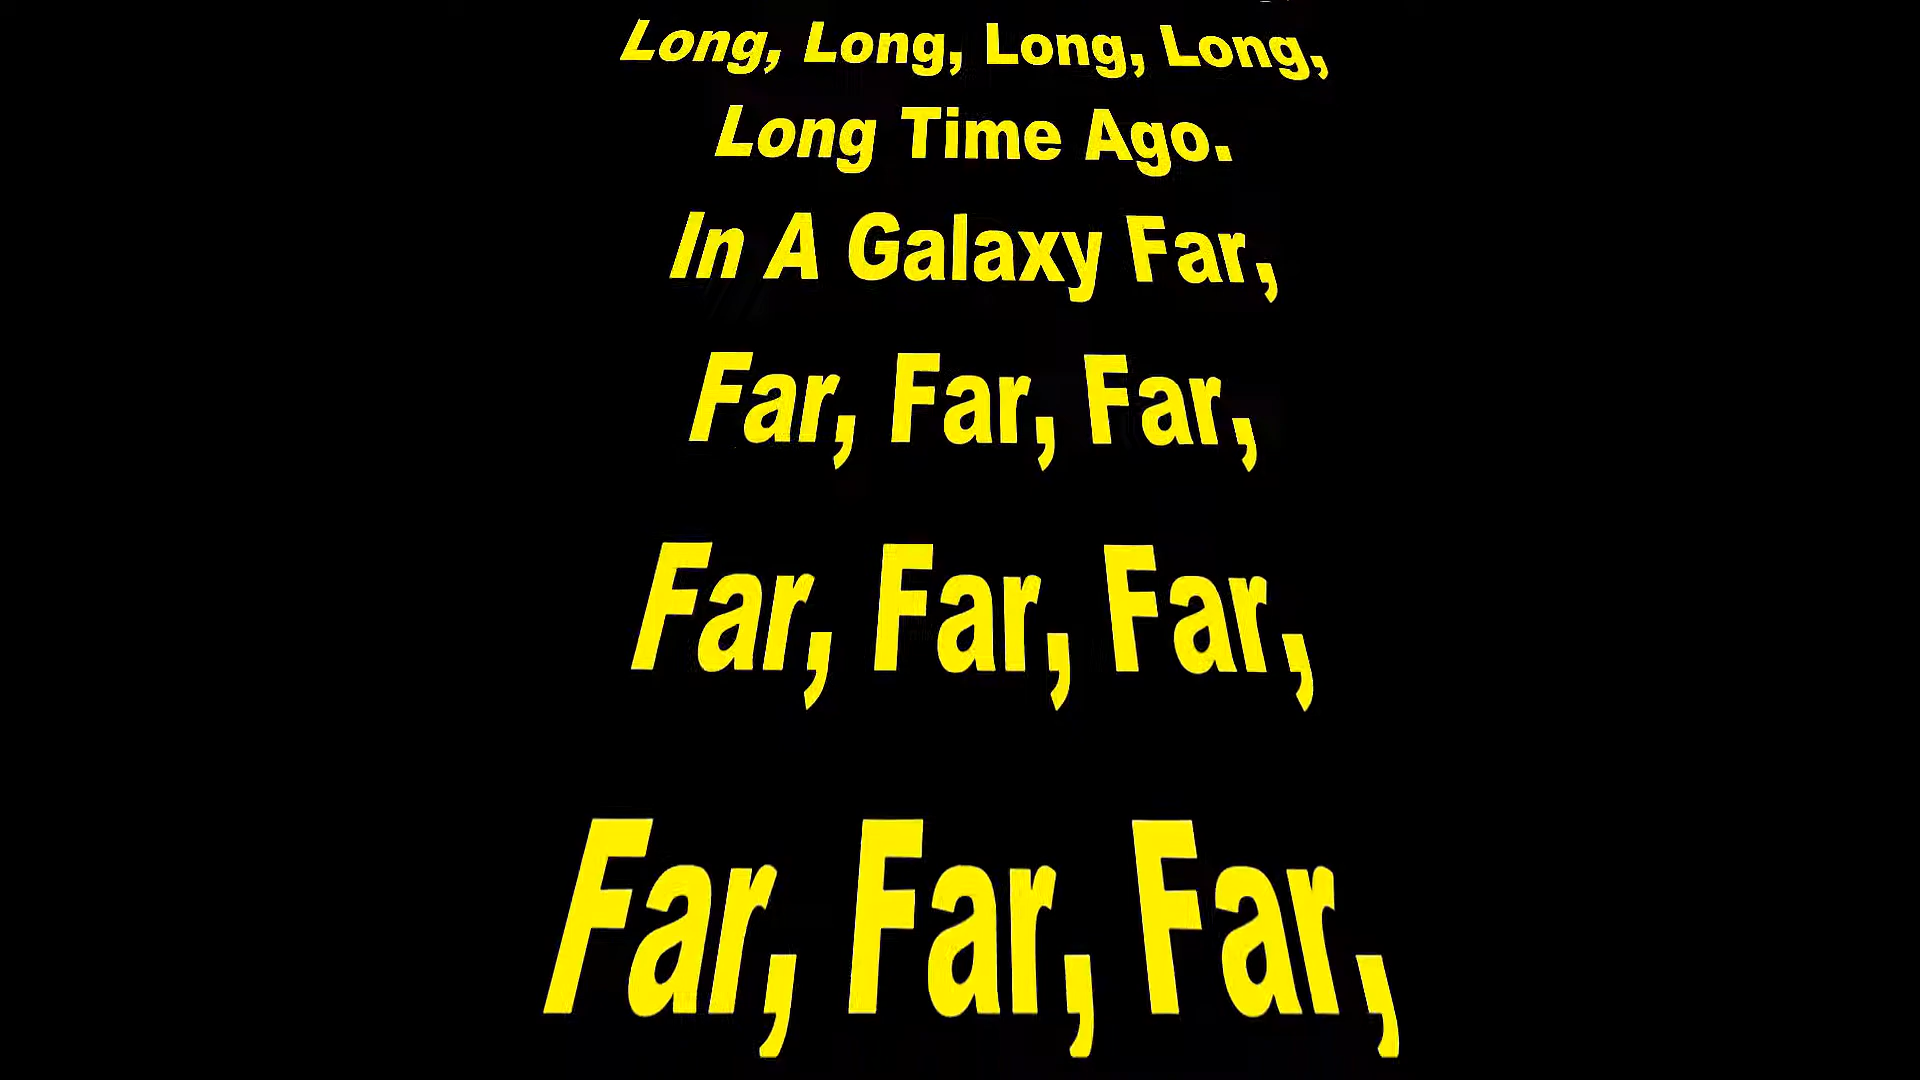 Long, Long, Long, Long,
Long Time Ago.
In A Galaxy Far,
Far, Far, Far,
Far, Far, Far,
Far, Far, Far,